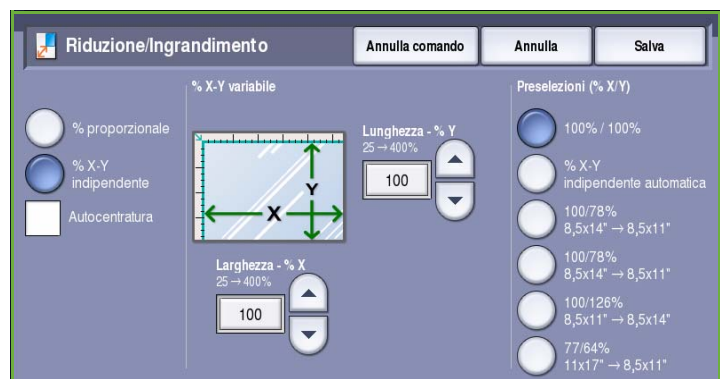 Riduzione/Ingrandimento
Annulla comando
Annulla
Salva
% proporzionale
% X-Y
indipendente
Autocentratura
% X-Y variabile
Y
X
Lunghezza - % Y
25→400%
100
Larghezza - % X
25→400%
100
Preselezioni (% X/Y)
100% / 100%
% X-Y
indipendente automatica
100/78%
8,5x14" → 8,5x11"
100/78%
8,5x14" → 8,5x11"
100/126%
8,5x11" → 8,5x14"
77/64%
11x17" → 8,5x11"